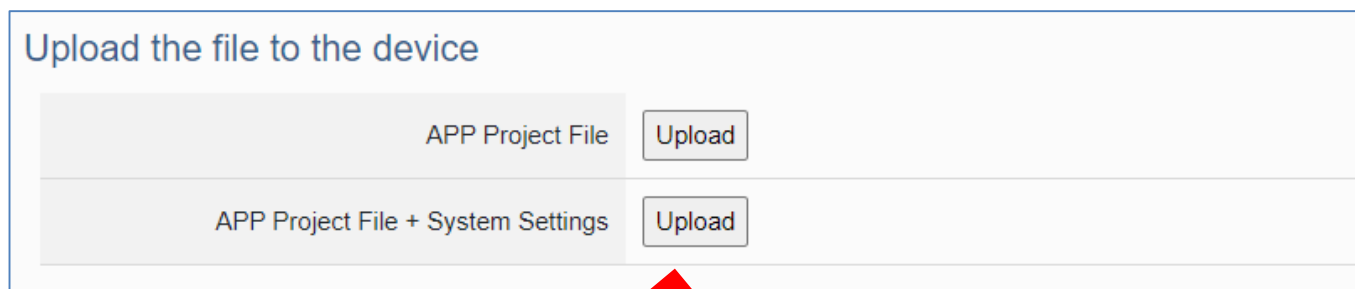 Upload the file to the device
APP Project File Upload
APP Project File + System Settings Upload